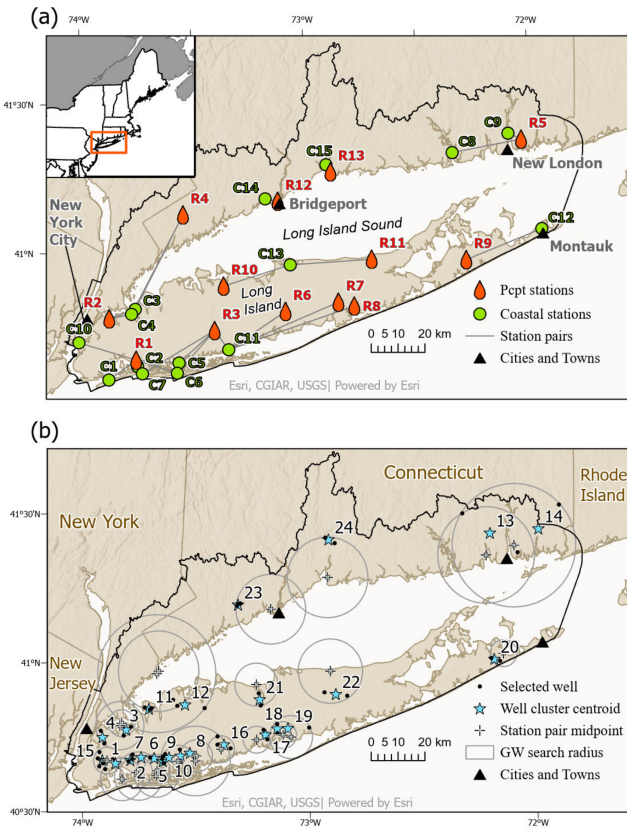 (a)
74°W 73°W 72°W
41°30'N
C9
R5
C8
C15
R13
New London
C14
R12
Bridgeport
R4
New York City
Long Island Sound
C12
Montauk
C13
R11
R9
R10
Long Island
R7
R2
C3
C4
R6
R8
R3
C10
C11
R1
C2
C5
C1
C7
C6
41°N
0 10 20 km
Pcpt stations
Coastal stations
Station pairs
Cities and Towns
Esri, CGIAR, USGS| Powered by Esri
(b)
Connecticut
Rhode Island
New York
41°30'N
24
13
14
23
41°N
New Jersey
20
22
21
11
12
4
3
18
19
16
17
15
1
7
6
9
8
2
5
10
0 10 20 km
Selected well
Well cluster centroid
Station pair midpoint
GW search radius
Cities and Towns
40°30'N
Esri, CGIAR, USGS| Powered by Esri
74°W 73°W 72°W